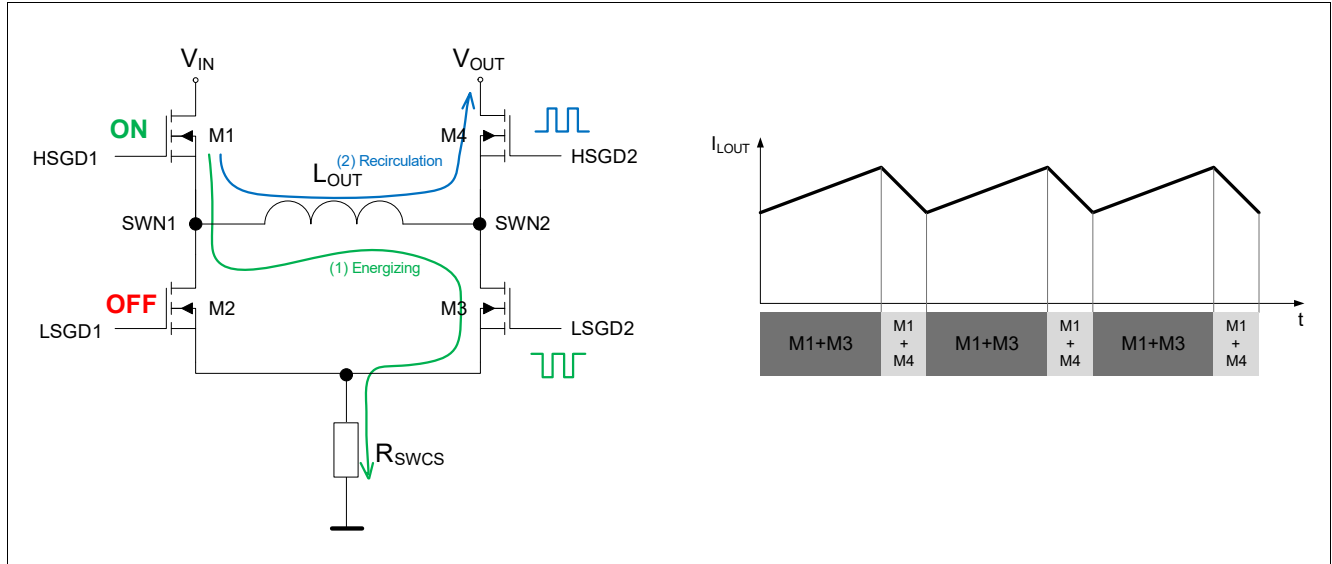 VIN
VOUT
ON
M1
M4
HSGD1
HSGD2
(2) Recirculation
LOUT
SWN1
SWN2
(1) Energizing
OFF
M2
M3
LSGD1
LSGD2
RSWCS
ILOUT
t
M1+M3
M1
+
M4
M1+M3
M1
+
M4
M1+M3
M1
+
M4